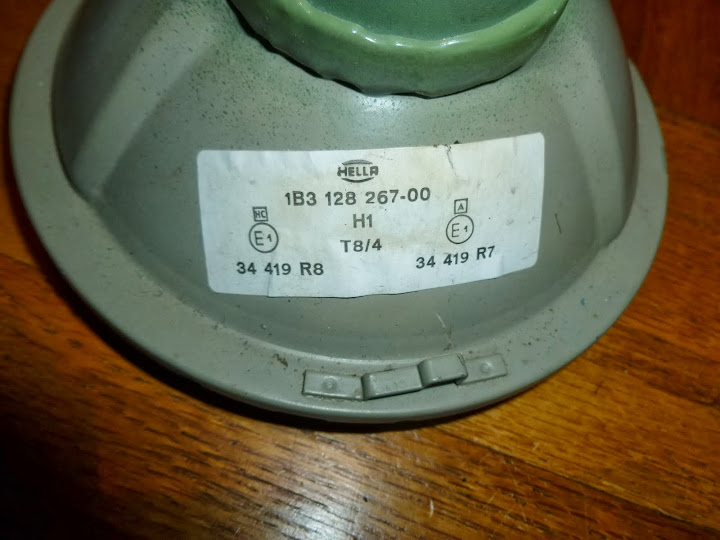 HELLA
1B3 128 267-00
HC A
H1
E1 E1
T8/4
34 419 R8 34 419 R7